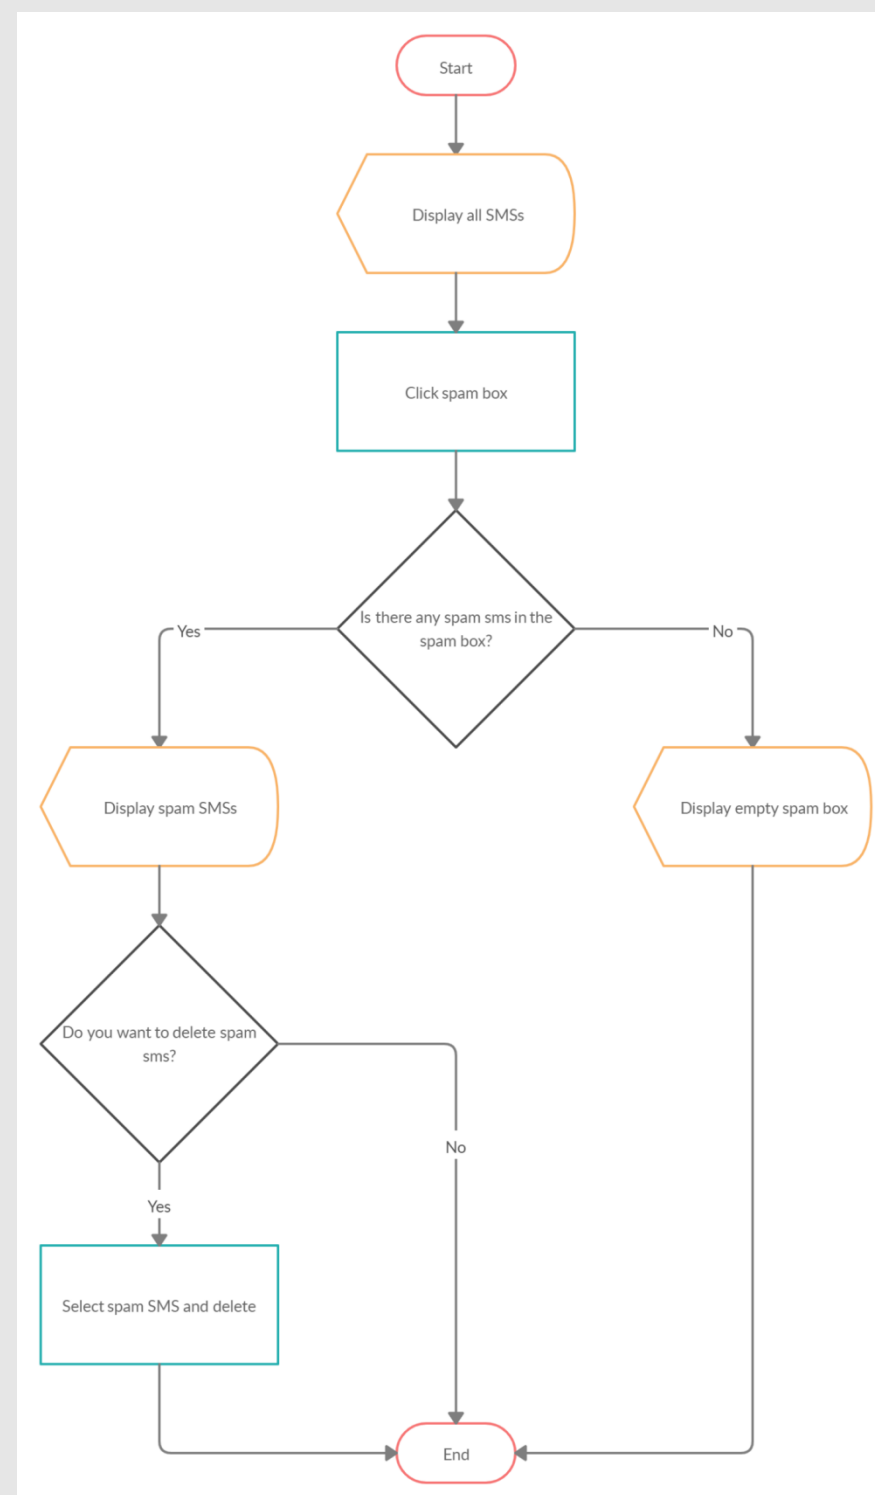 Start
Display all SMSs
Click spam box
Is there any spam sms in the
spam box?
Yes
No
Display spam SMSs
Display empty spam box
Do you want to delete spam
sms?
No
Yes
Select spam SMS and delete
End